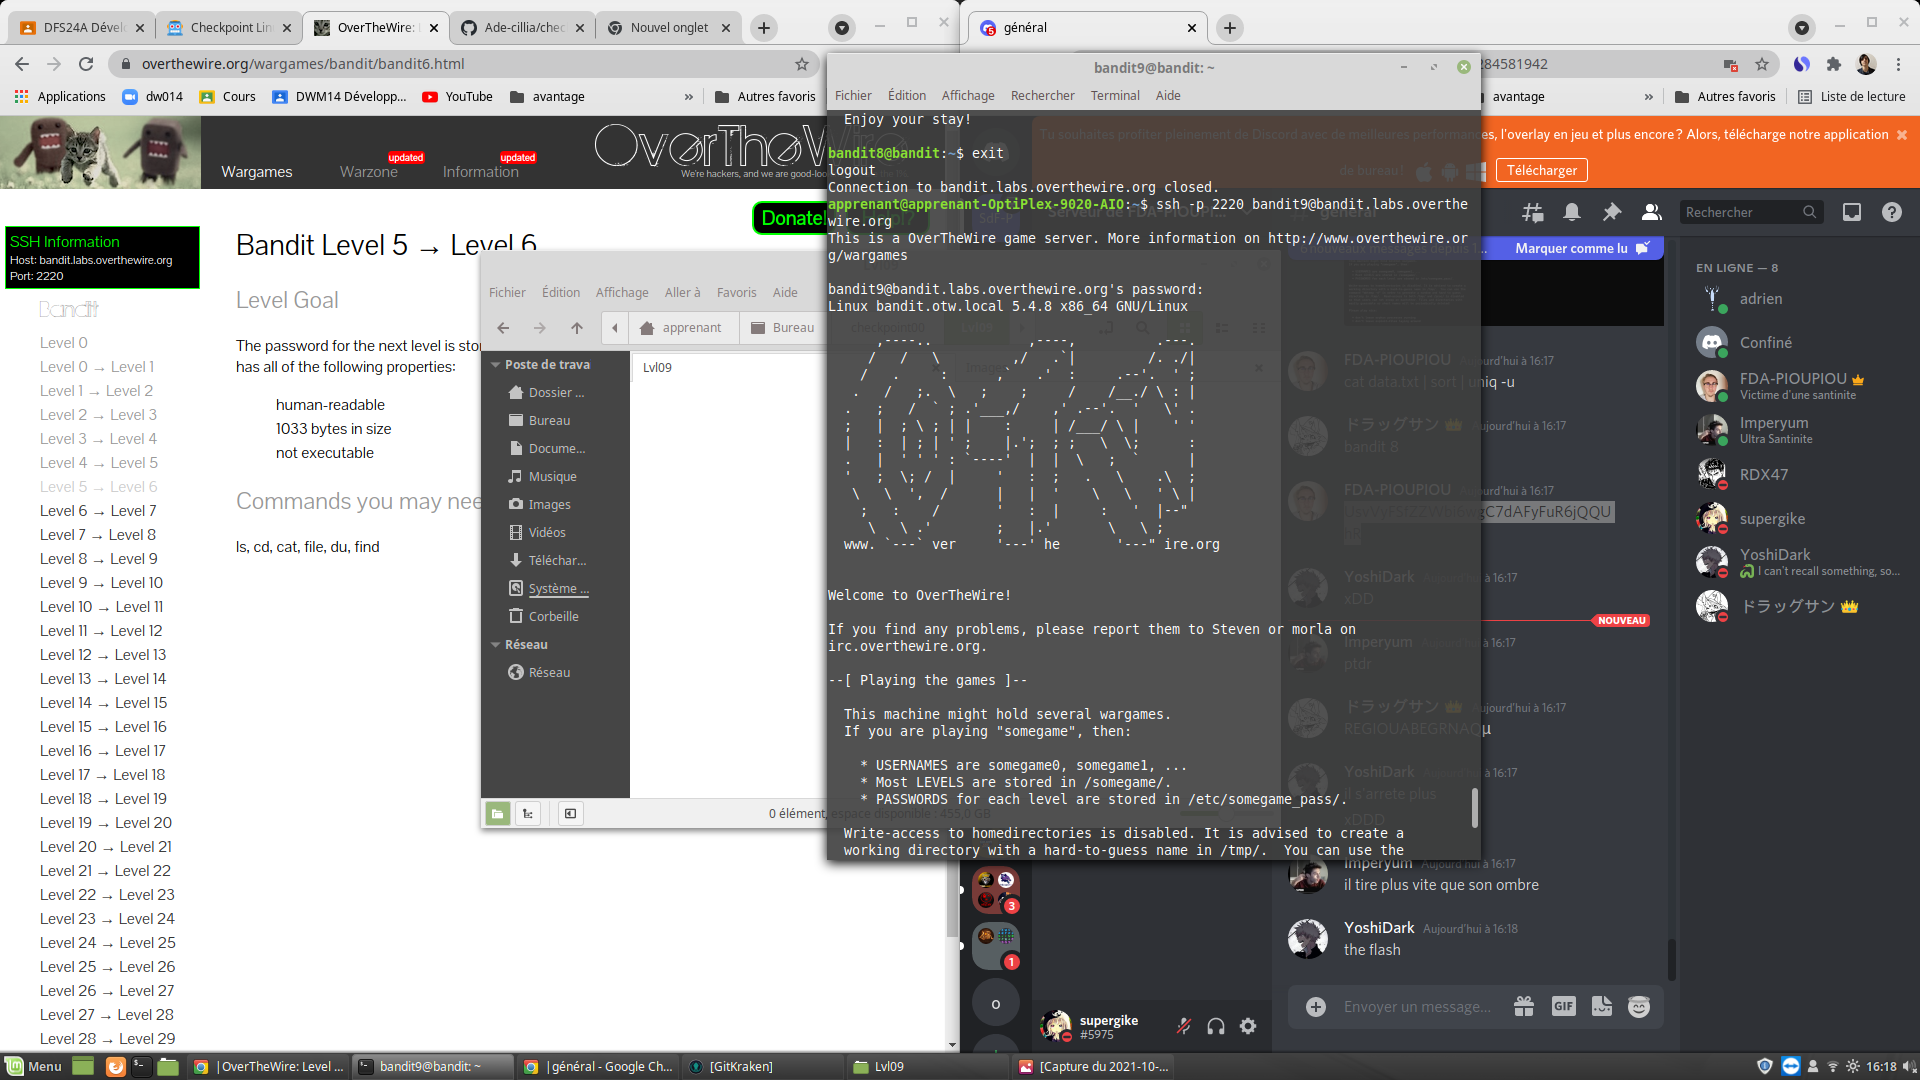 DFS24A Dével
Checkpoint Lin
OverTheWire:
Ade-cillia/chec
Nouvel onglet
général
overthewire.org/wargames/bandit/bandit6.html
284581942
Applications
dw014
Cours
DWM14 Développ...
YouTube
avantage
»
Autres favoris
avantage
»
Autres favoris
Liste de lecture
OverTheWire
We're hackers, and we are good-loo
Wargames
Warzone
updated
Information
updated
Donate!
Help!?
SSH Information
Host: bandit.labs.overthewire.org
Port: 2220
Bandit
Level 0
Level 0 → Level 1
Level 1 → Level 2
Level 2 → Level 3
Level 3 → Level 4
Level 4 → Level 5
Level 5 → Level 6
Level 6 → Level 7
Level 7 → Level 8
Level 8 → Level 9
Level 9 → Level 10
Level 10 → Level 11
Level 11 → Level 12
Level 12 → Level 13
Level 13 → Level 14
Level 14 → Level 15
Level 15 → Level 16
Level 16 → Level 17
Level 17 → Level 18
Level 18 → Level 19
Level 19 → Level 20
Level 20 → Level 21
Level 21 → Level 22
Level 22 → Level 23
Level 23 → Level 24
Level 24 → Level 25
Level 25 → Level 26
Level 26 → Level 27
Level 27 → Level 28
Level 28 → Level 29
Bandit Level 5 → Level 6
Level Goal
The password for the next level is stor
has all of the following properties:
human-readable
1033 bytes in size
not executable
Commands you may nee
ls, cd, cat, file, du, find
Fichier Édition Affichage Aller à Favoris Aide
apprenant
Bureau
checkpoint00
Poste de trava
Dossier ...
Bureau
Docume...
Musique
Images
Vidéos
Téléchar...
Système ...
Corbeille
Réseau
Réseau
Lvl09
0 élément, espace disponible : 455,0 GB
bandit9@bandit: ~
Fichier Édition Affichage Rechercher Terminal Aide
Enjoy your stay!
bandit8@bandit:~$ exit
logout
Connection to bandit.labs.overthewire.org closed.
apprenant@apprenant-OptiPlex-9020-AIO:~$ ssh -p 2220 bandit9@bandit.labs.overthe
wire.org
This is a OverTheWire game server. More information on http://www.overthewire.or
g/wargames
bandit9@bandit.labs.overthewire.org's password:
Linux bandit.otw.local 5.4.8 x86_64 GNU/Linux
www. `---` ver '---' he '---" ire.org
Welcome to OverTheWire!
If you find any problems, please report them to Steven or morla on
irc.overthewire.org.
--[ Playing the games ]--
This machine might hold several wargames.
If you are playing "somegame", then:
* USERNAMES are somegame0, somegame1, ...
* Most LEVELS are stored in /somegame/.
* PASSWORDS for each level are stored in /etc/somegame_pass/.
Write-access to homedirectories is disabled. It is advised to create a
working directory with a hard-to-guess name in /tmp/. You can use the
Tu souhaites profiter pleinement de Discord avec de meilleures performances, l'overlay en jeu et plus encore ? Alors, télécharge notre application
de bureau !
Télécharger
Serveur de FDA-P
général
Rechercher
Marquer comme lu
FDA-PIOUPIOU Aujourd'hui à 16:17
cat data.txt | sort | uniq -u
ドラッグサン Aujourd'hui à 16:17
bandit 8
FDA-PIOUPIOU Aujourd'hui à 16:17
gC7dAFyFuR6jQQU
YoshiDark Aujourd'hui à 16:17
xDD
NOUVEAU
Imperyum Aujourd'hui à 16:17
ptdr
ドラッグサン Aujourd'hui à 16:17
REGIOUABEGRNAQµ
YoshiDark Aujourd'hui à 16:17
il s'arrete plus
xDDD
Imperyum Aujourd'hui à 16:17
il tire plus vite que son ombre
YoshiDark Aujourd'hui à 16:18
the flash
Envoyer un message...
GIF
EN LIGNE — 8
adrien
Confiné
FDA-PIOUPIOU
Victime d'une santinite
Imperyum
Ultra Santinite
RDX47
supergike
YoshiDark
I can't recall something, so...
ドラッグサン
3
1
o
supergike
#5975
Menu
|OverTheWire: Level ...
bandit9@bandit: ~
|général - Google Ch...
[GitKraken]
Lvl09
[Capture du 2021-10-...
16:18